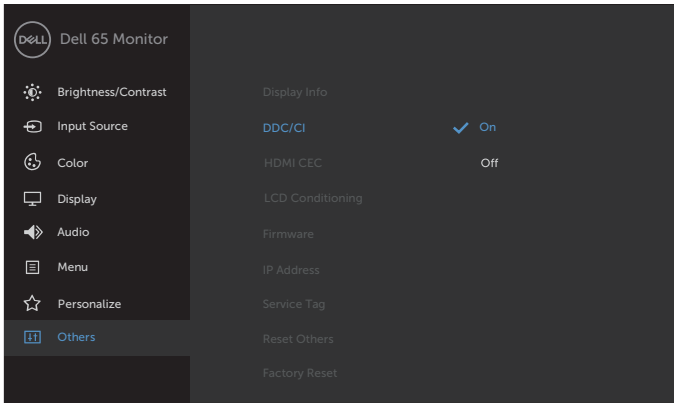 DELL
Dell 65 Monitor
Brightness/Contrast
Input Source
Color
Display
Audio
Menu
Personalize
Others
Display Info
DDC/CI
On
HDMI CEC
Off
LCD Conditioning
Firmware
IP Address
Service Tag
Reset Others
Factory Reset